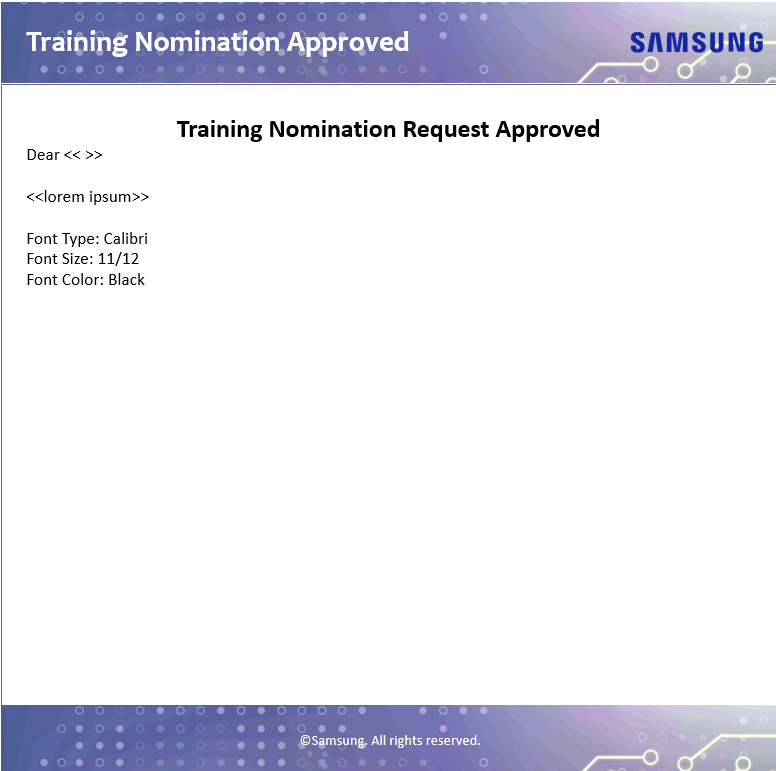 Training Nomination Approved
SAMSUNG
Training Nomination Request Approved
Dear << >>
<<lorem ipsum>>
Font Type: Calibri
Font Size: 11/12
Font Color: Black
©Samsung. All rights reserved.